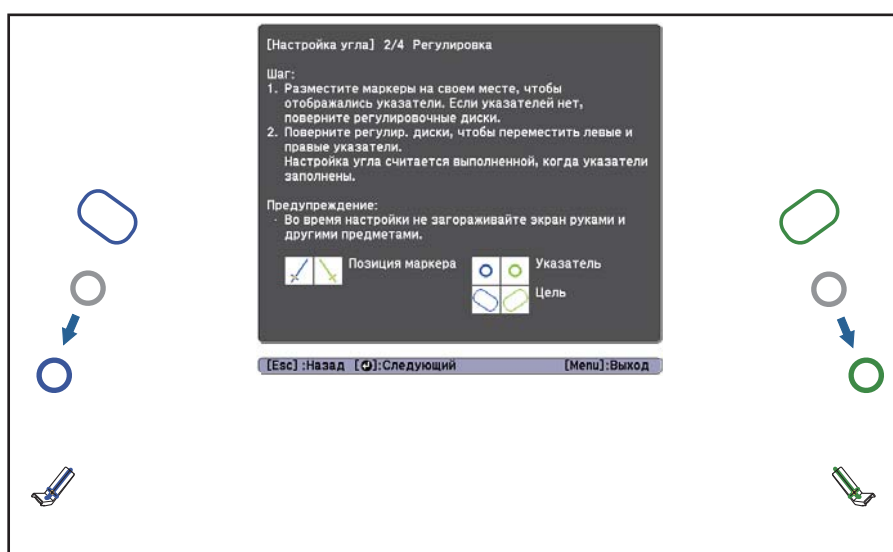 [Настройка угла] 2/4 Регулировка
Шаг:
1. Разместите маркеры на своем месте, чтобы
отображались указатели. Если указателей нет,
поверните регулировочные диски.
2. Поверните регулир. диски, чтобы переместить левые и
правые указатели.
Настройка угла считается выполненной, когда указатели
заполнены.
Предупреждение:
· Во время настройки не загораживайте экран руками и
другими предметами.
Позиция маркера
Указатель
Цель
[Esc] :Назад [⏎]:Следующий [Menu]:Выход